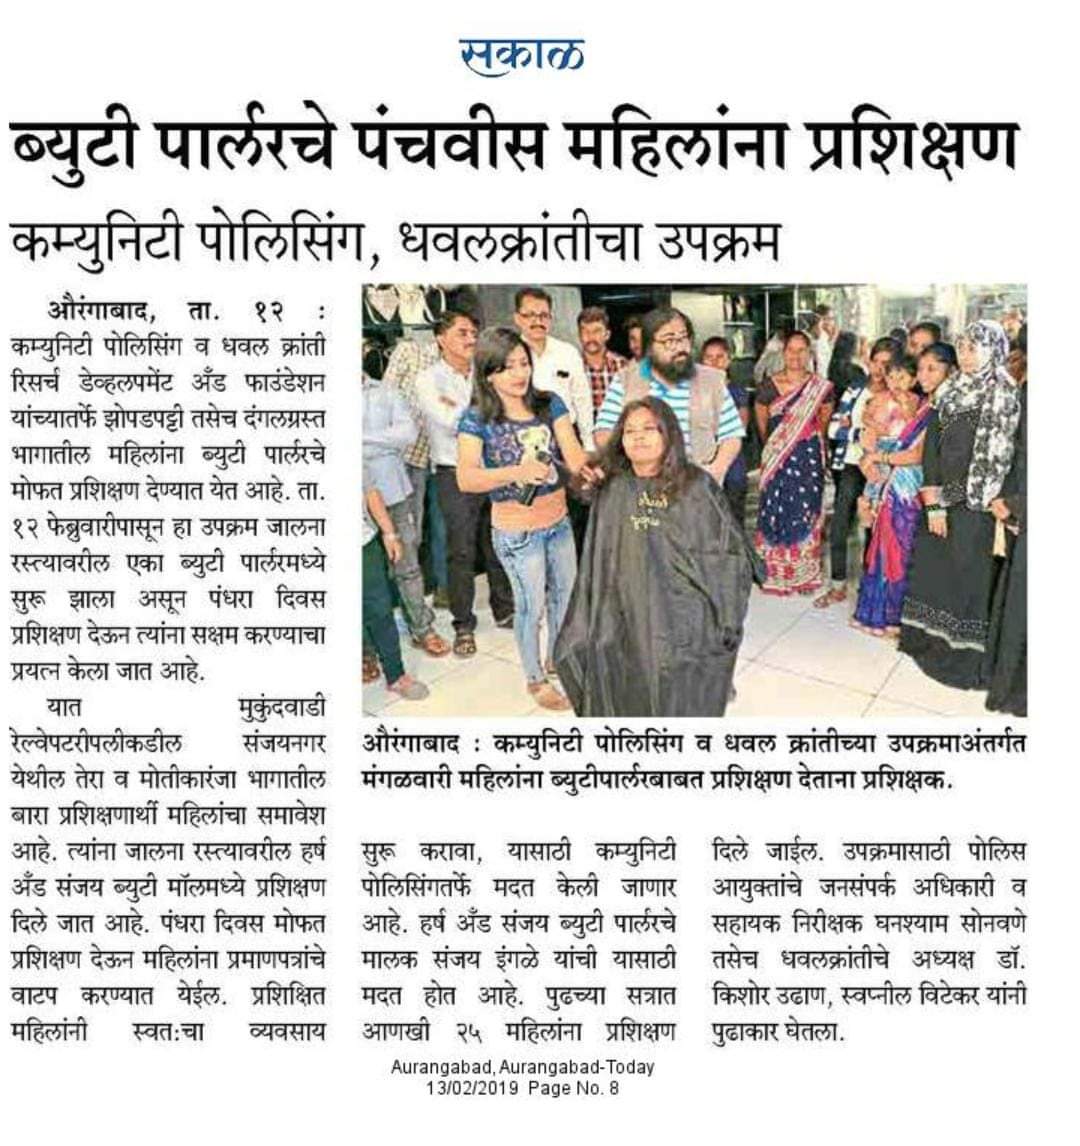 सकाळ
ब्युटी पार्लरचे पंचवीस महिलांना प्रशिक्षण
कम्युनिटी पोलिसिंग, धवलक्रांतीचा उपक्रम
औरंगाबाद, ता. १२ :
कम्युनिटी पोलिसिंग व धवल क्रांती
रिसर्च डेव्हलपमेंट अँड फाउंडेशन
यांच्यातर्फे झोपडपट्टी तसेच दंगलग्रस्त
भागातील महिलांना ब्युटी पार्लरचे
मोफत प्रशिक्षण देण्यात येत आहे. ता.
१२ फेब्रुवारीपासून हा उपक्रम जालना
रस्त्यावरील एका ब्युटी पार्लरमध्ये
सुरू झाला असून पंधरा दिवस
प्रशिक्षण देऊन त्यांना सक्षम करण्याचा
प्रयत्न केला जात आहे.
यात मुकुंदवाडी
रेल्वेपटरीपलीकडील संजयनगर
येथील तेरा व मोतीकारंजा भागातील
बारा प्रशिक्षणार्थी महिलांचा समावेश
आहे. त्यांना जालना रस्त्यावरील हर्ष
अँड संजय ब्युटी मॉलमध्ये प्रशिक्षण
दिले जात आहे. पंधरा दिवस मोफत
प्रशिक्षण देऊन महिलांना प्रमाणपत्रांचे
वाटप करण्यात येईल. प्रशिक्षित
महिलांनी स्वत:चा व्यवसाय
औरंगाबाद : कम्युनिटी पोलिसिंग व धवल क्रांतीच्या उपक्रमाअंतर्गत
मंगळवारी महिलांना ब्युटीपार्लरबाबत प्रशिक्षण देताना प्रशिक्षक.
सुरू करावा, यासाठी कम्युनिटी
पोलिसिंगतर्फे मदत केली जाणार
आहे. हर्ष अँड संजय ब्युटी पार्लरचे
मालक संजय इंगळे यांची यासाठी
मदत होत आहे. पुढच्या सत्रात
आणखी २५ महिलांना प्रशिक्षण
दिले जाईल. उपक्रमासाठी पोलिस
आयुक्तांचे जनसंपर्क अधिकारी व
सहायक निरीक्षक घनश्याम सोनवणे
तसेच धवलक्रांतीचे अध्यक्ष डॉ.
किशोर उढाण, स्वप्नील विटेकर यांनी
पुढाकार घेतला.
Aurangabad, Aurangabad-Today
13/02/2019 Page No. 8